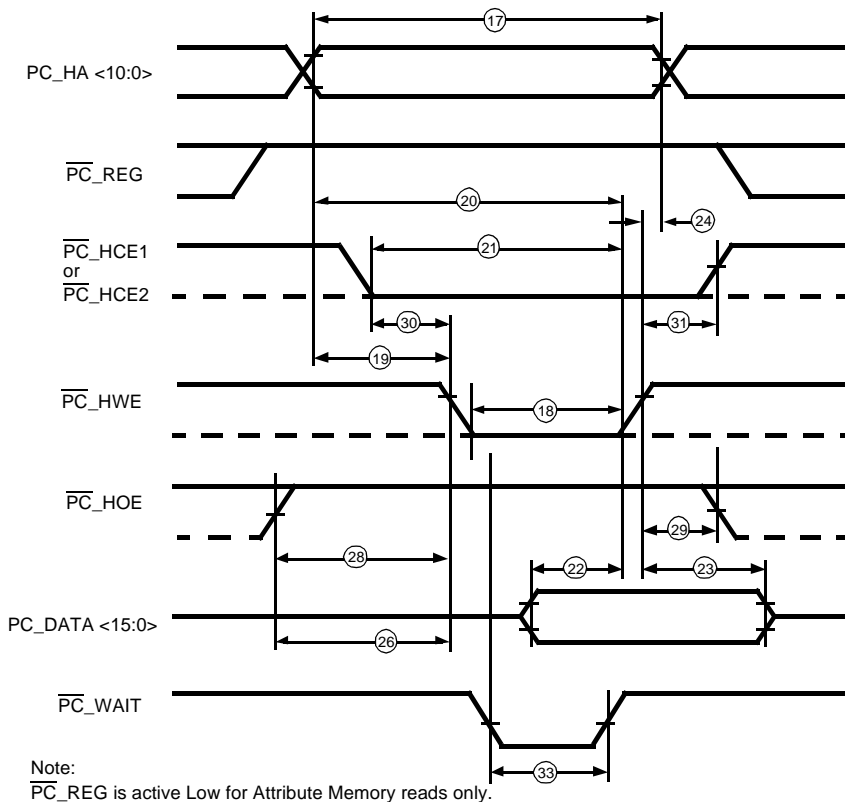 17
PC_HA <10:0>
PC_REG
20
24
PC_HCE1
or
PC_HCE2
21
30
31
19
PC_HWE
18
PC_HOE
29
28
22
23
PC_DATA <15:0>
26
PC_WAIT
33
Note:
PC_REG is active Low for Attribute Memory reads only.